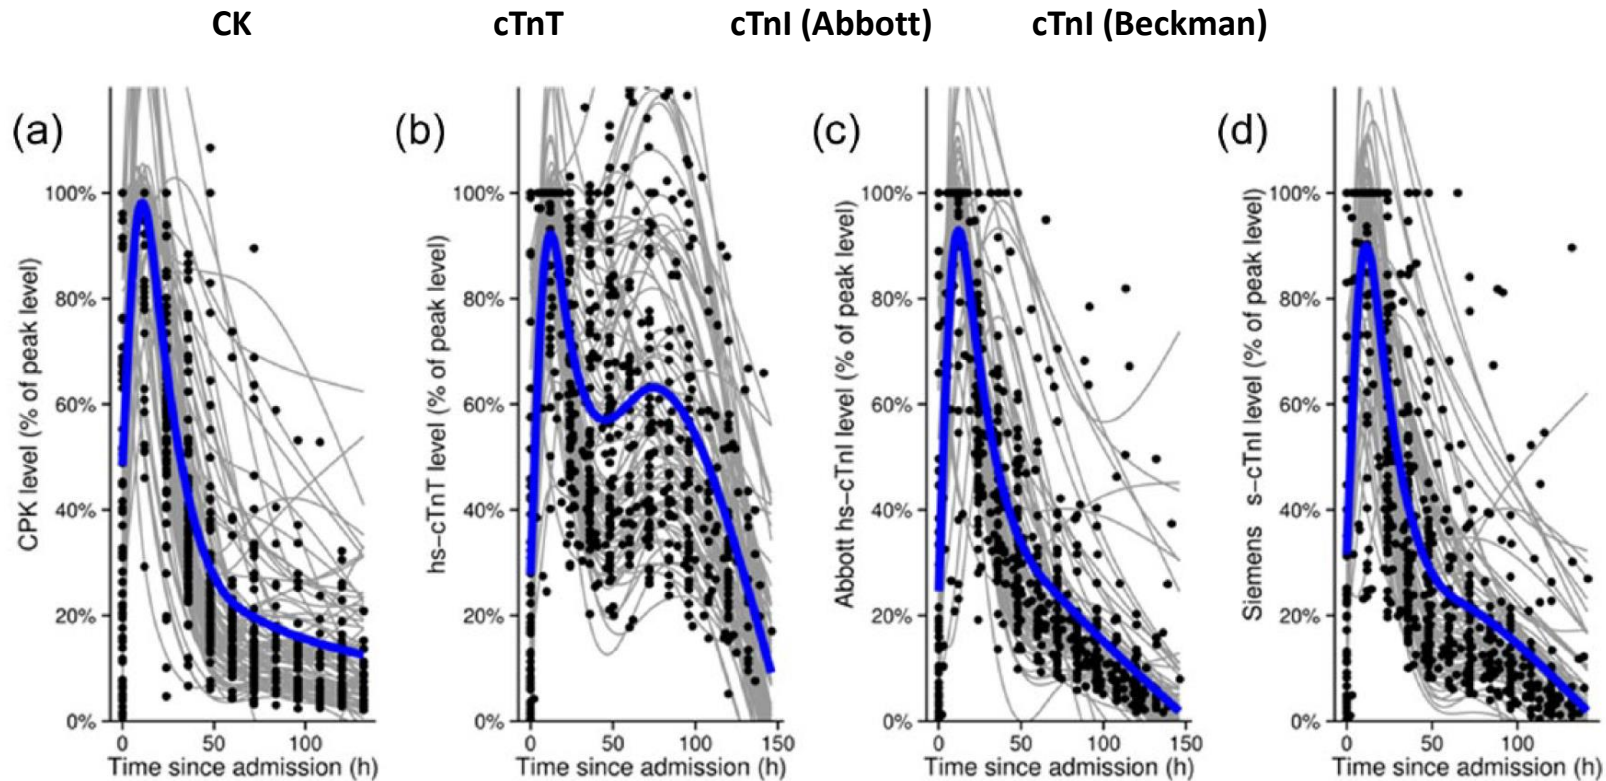 CK cTnT cTnI (Abbott) cTnI (Beckman)
(a) (b) (c) (d)
CPK level (% of peak level)
100%
80%
60%
40%
20%
0%
0 50 100
Time since admission (h)
hs-cTnT level (% of peak level)
100%
80%
60%
40%
20%
0%
0 50 100 150
Time since admission (h)
Abbott hs-cTnI level (% of peak level)
100%
80%
60%
40%
20%
0%
0 50 100 150
Time since admission (h)
Siemens s-cTnI level (% of peak level)
100%
80%
60%
40%
20%
0%
0 50 100
Time since admission (h)